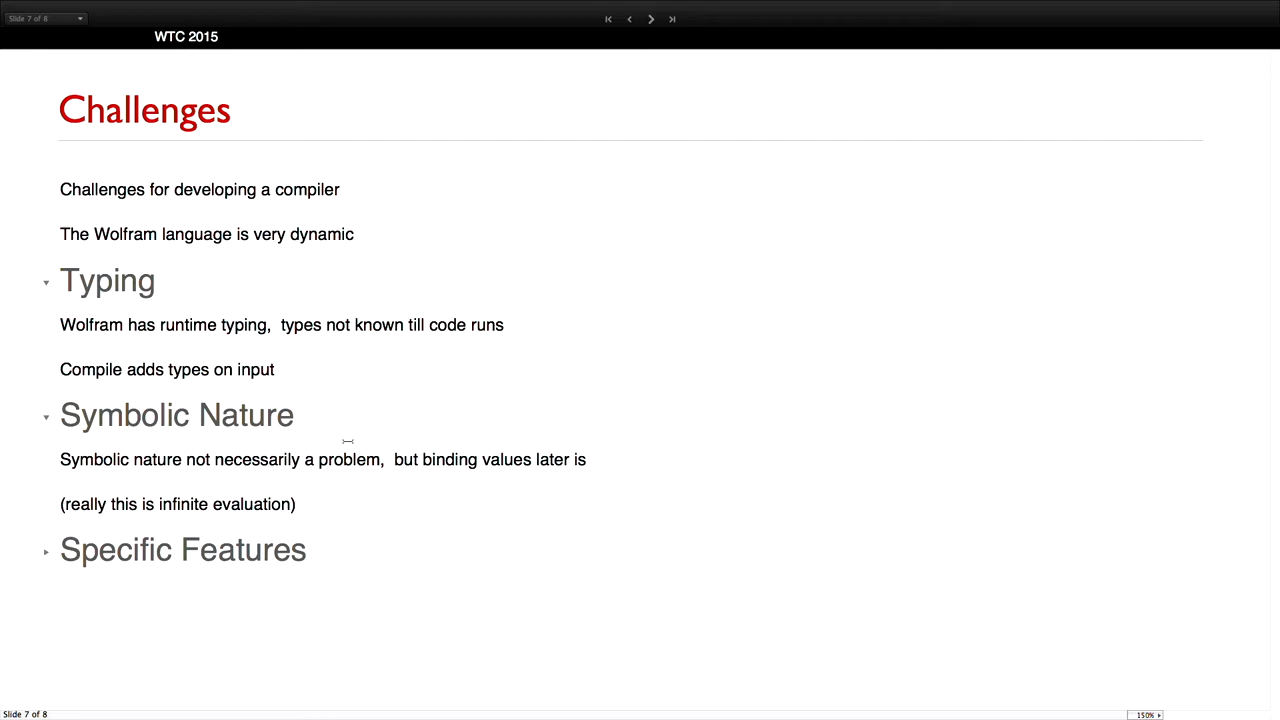 Slide 7 of 8
WTC 2015
Challenges
Challenges for developing a compiler
The Wolfram language is very dynamic
Typing
Wolfram has runtime typing,  types not known till code runs
Compile adds types on input
Symbolic Nature
Symbolic nature not necessarily a problem,  but binding values later is
(really this is infinite evaluation)
Specific Features
Slide 7 of 8
150%